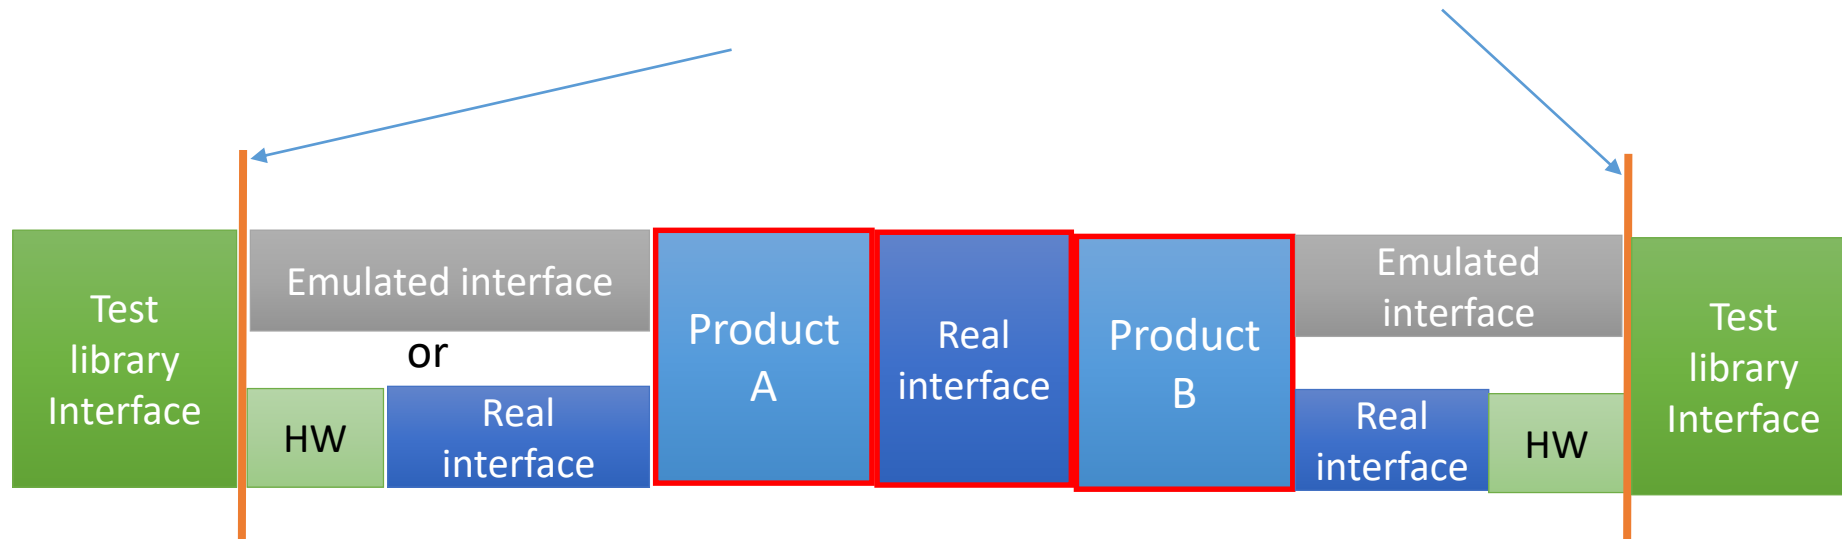 Test
library
Interface
Emulated interface
or
HW
Real
interface
Product
A
Real
interface
Product
B
Emulated
interface
Real
interface
HW
Test
library
Interface